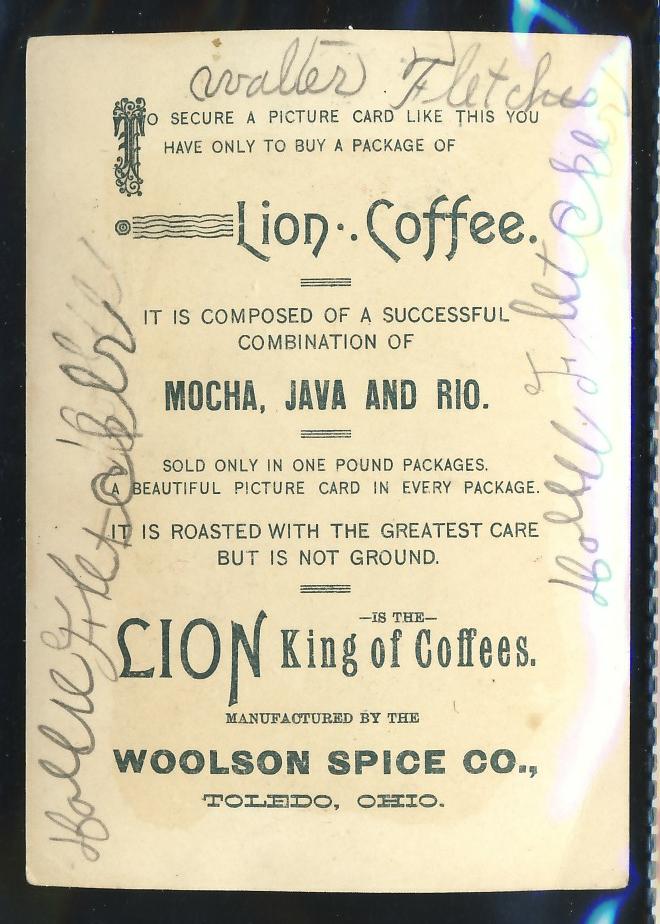 Walter Fletcher
TO SECURE A PICTURE CARD LIKE THIS YOU
HAVE ONLY TO BUY A PACKAGE OF
Lion Coffee.
IT IS COMPOSED OF A SUCCESSFUL
COMBINATION OF
MOCHA, JAVA AND RIO.
SOLD ONLY IN ONE POUND PACKAGES.
A BEAUTIFUL PICTURE CARD IN EVERY PACKAGE.
IT IS ROASTED WITH THE GREATEST CARE
BUT IS NOT GROUND.
LION —IS THE— King of Coffees.
MANUFACTURED BY THE
WOOLSON SPICE CO.,
TOLEDO, OHIO.
Hollie Fletcher
Fletcher